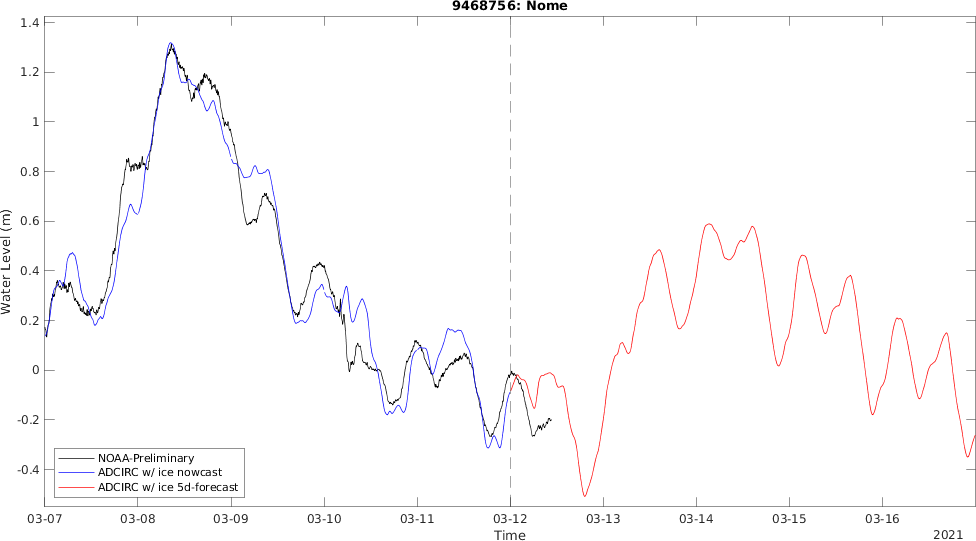 9468756: Nome
1.4
1.2
1
0.8
0.6
0.4
0.2
0
-0.2
-0.4
Water Level (m)
NOAA-Preliminary
ADCIRC w/ ice nowcast
ADCIRC w/ ice 5d-forecast
03-07 03-08 03-09 03-10 03-11 03-12 03-13 03-14 03-15 03-16
Time
2021